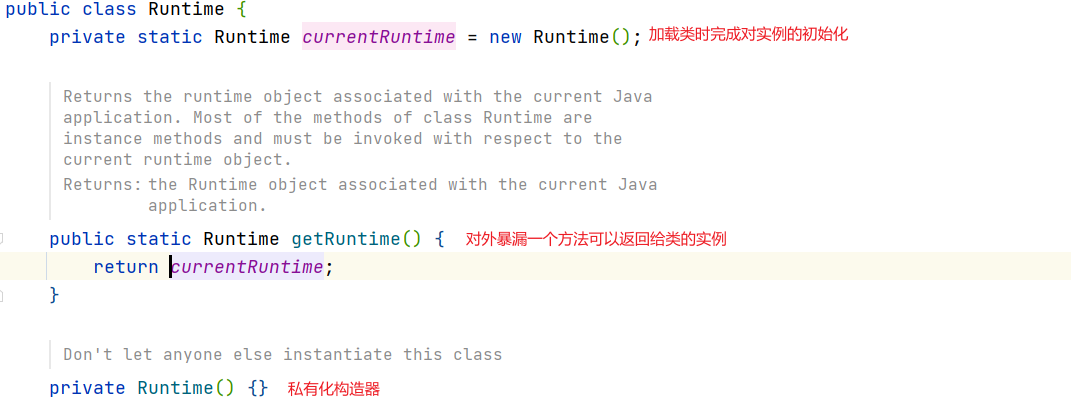 public class Runtime {
private static Runtime currentRuntime = new Runtime(); 加载类时完成对实例的初始化
Returns the runtime object associated with the current Java
application. Most of the methods of class Runtime are
instance methods and must be invoked with respect to the
current runtime object.
Returns: the Runtime object associated with the current Java
application.
public static Runtime getRuntime() { 对外暴漏一个方法可以返回给类的实例
return currentRuntime;
}
Don't let anyone else instantiate this class
private Runtime() {} 私有化构造器